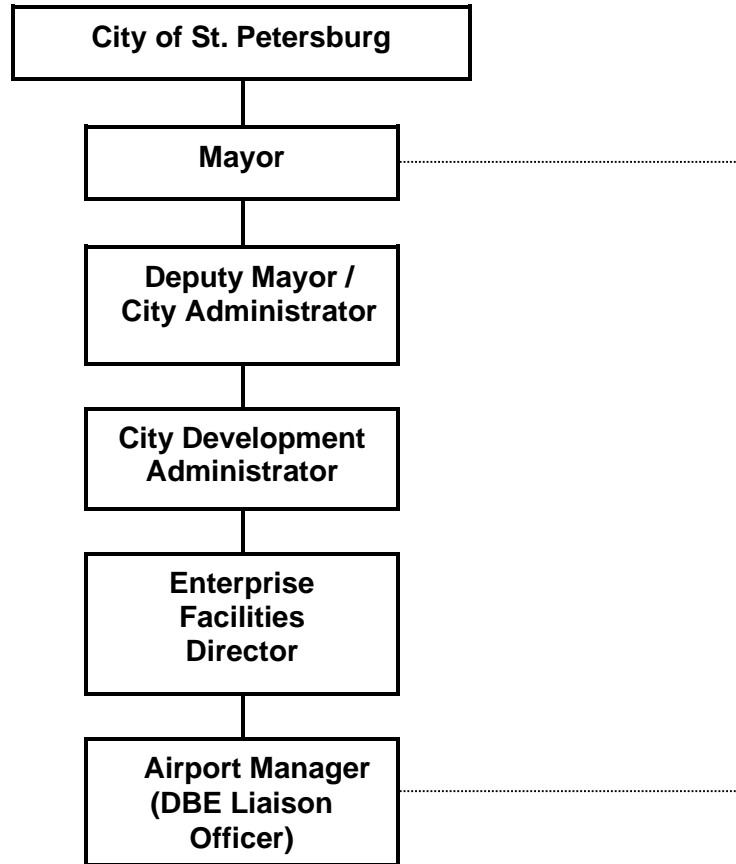 City of St. Petersburg
Mayor
Deputy Mayor /
City Administrator
City Development
Administrator
Enterprise
Facilities
Director
Airport Manager
(DBE Liaison
Officer)